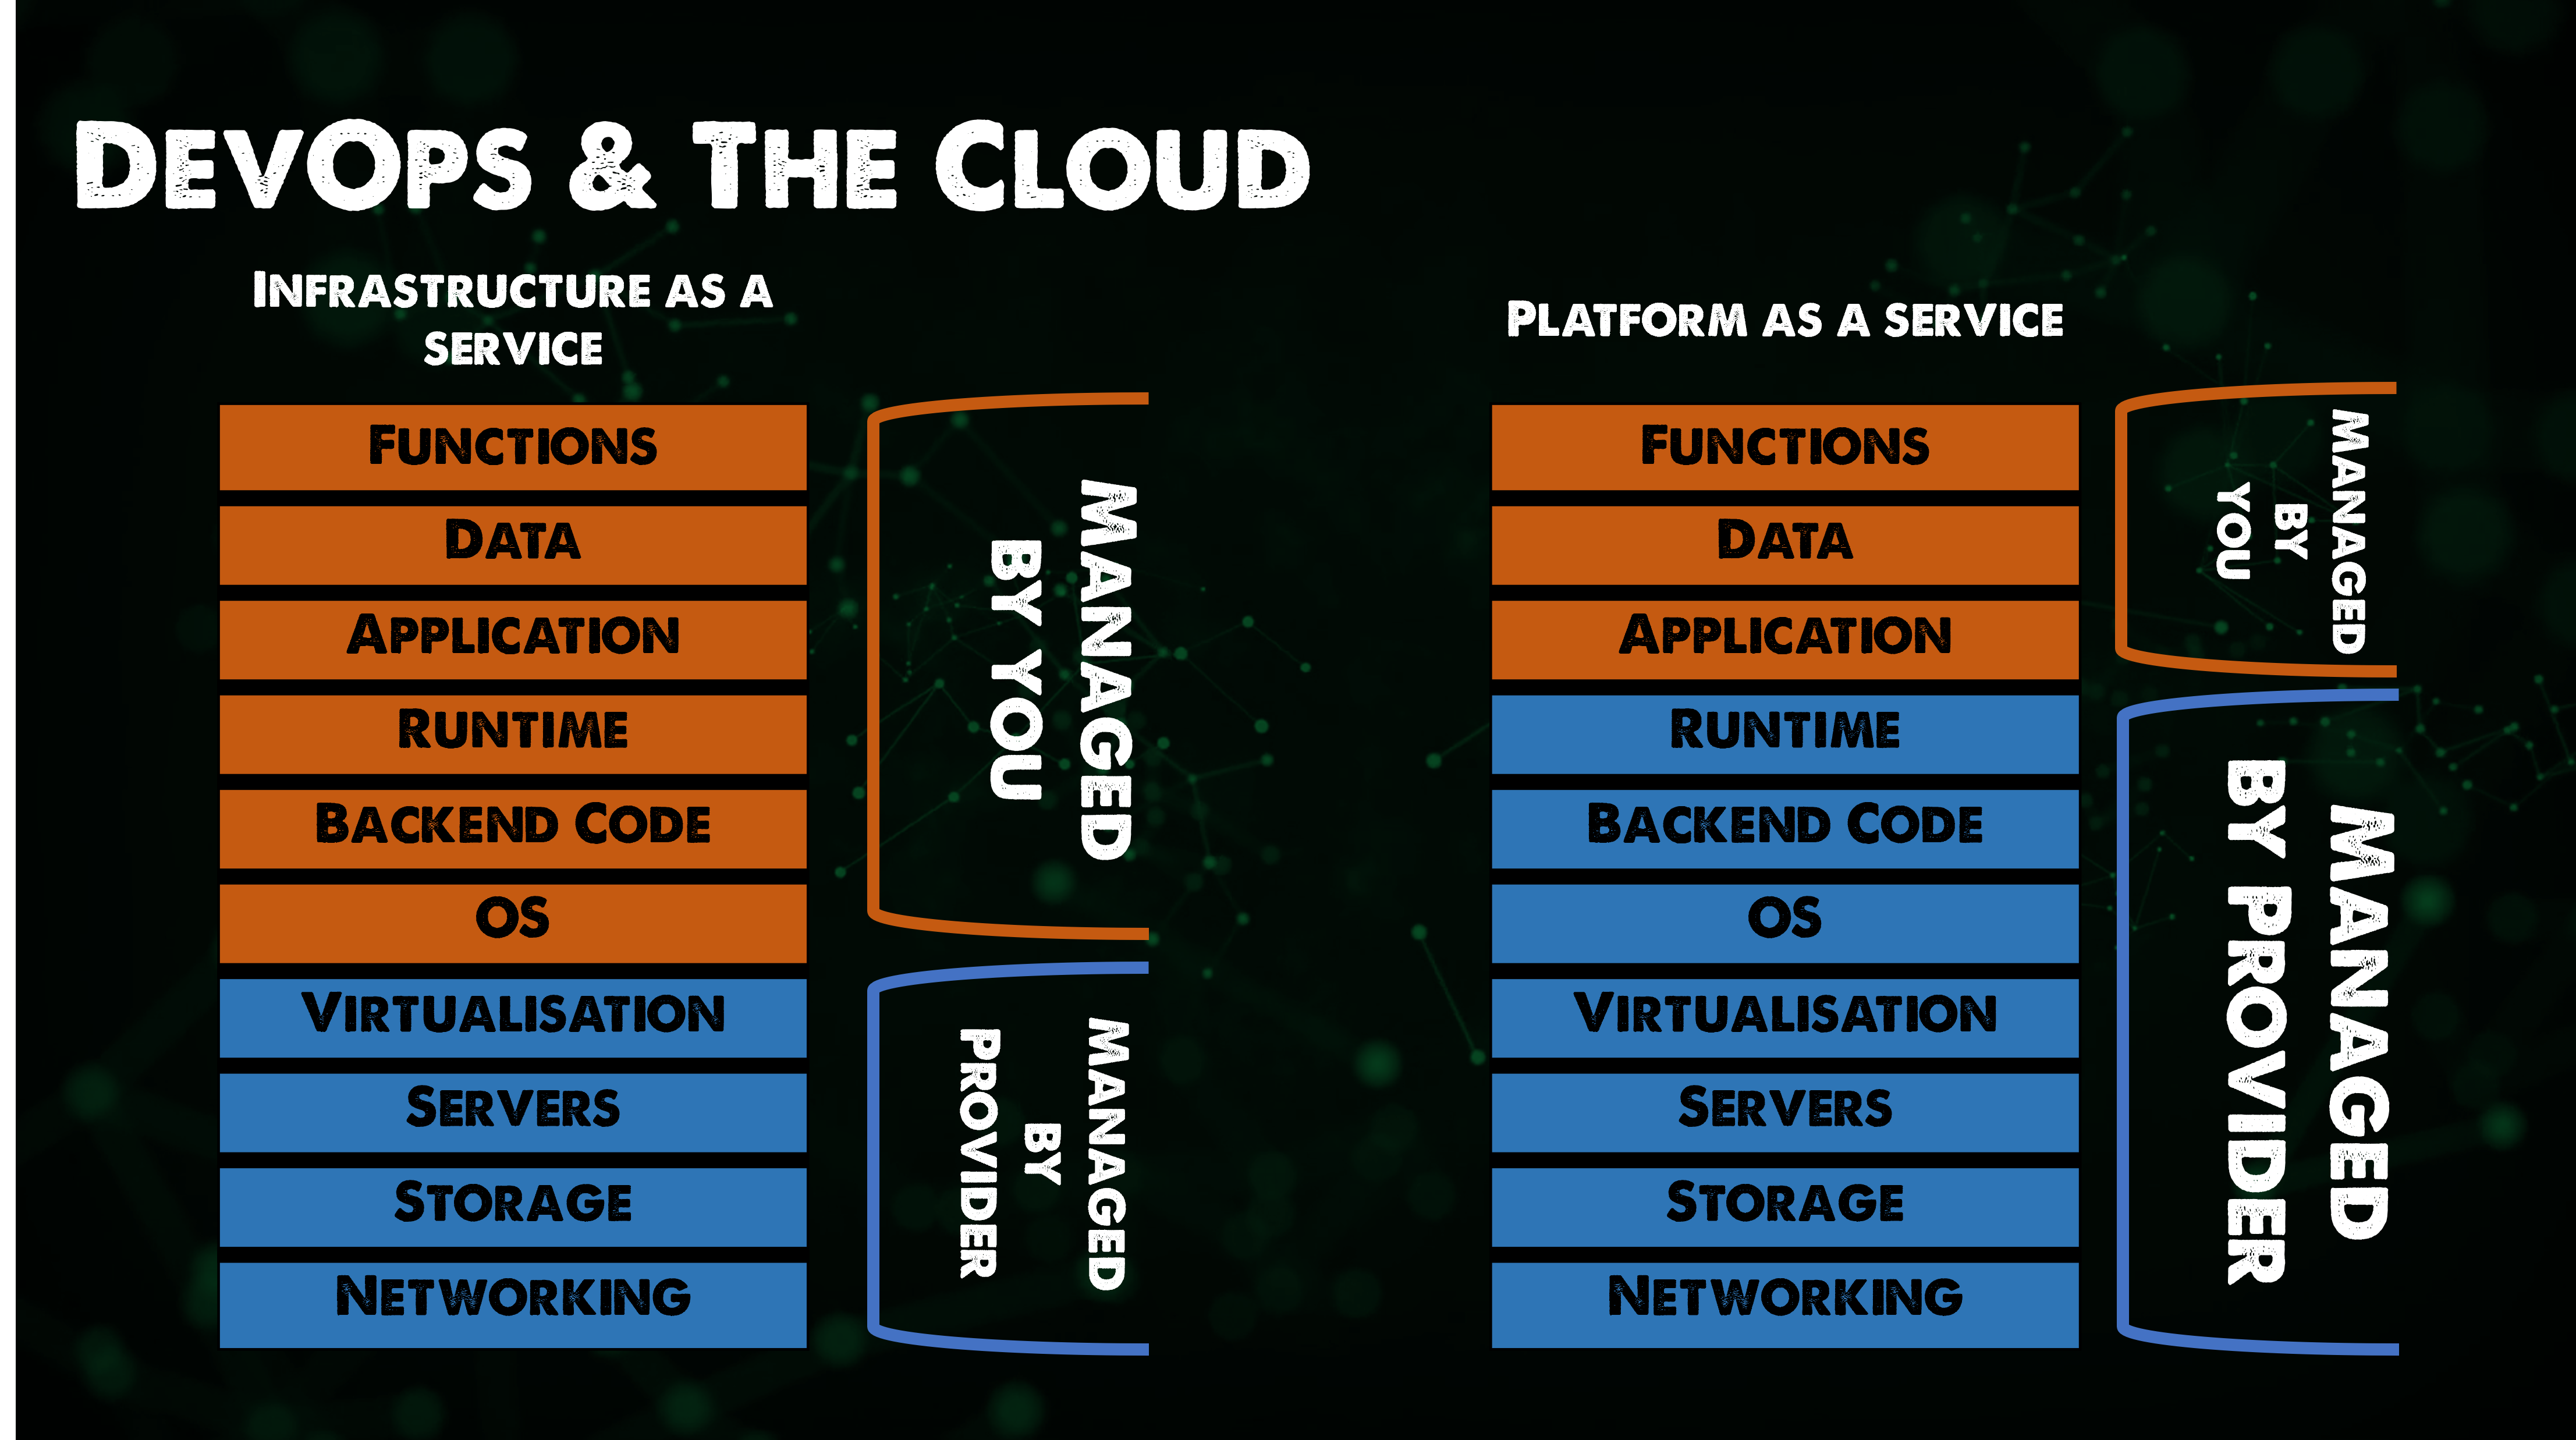 DevOps & The Cloud
Infrastructure as a
service
Functions
Data
Application
Runtime
Backend Code
OS
Virtualisation
Servers
Storage
Networking
Managed
by you
Managed
by
provider
Platform as a service
Functions
Data
Application
Runtime
Backend Code
OS
Virtualisation
Servers
Storage
Networking
Managed
by
you
Managed
by provider